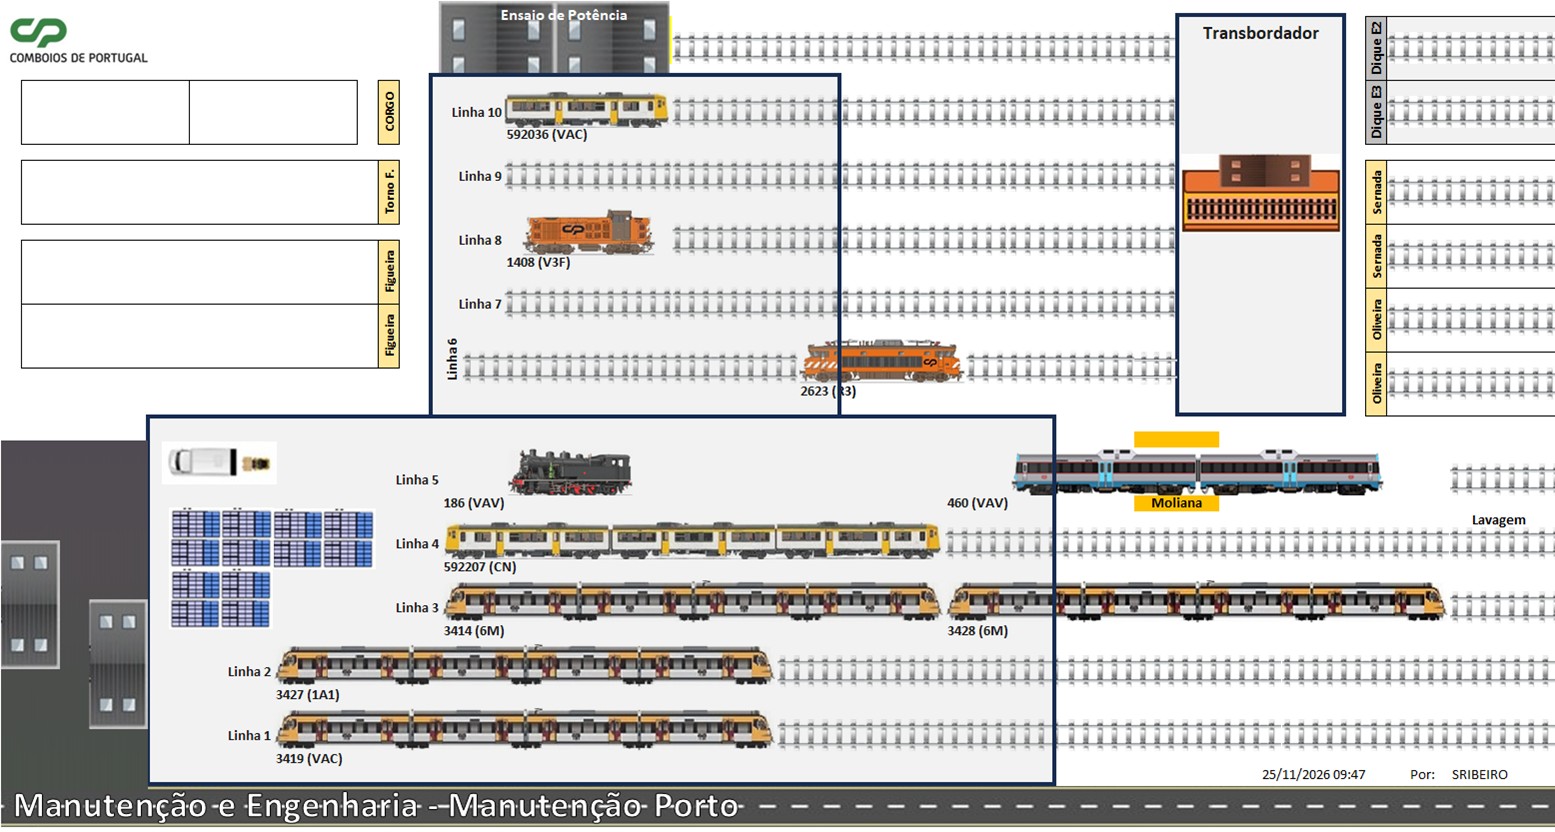 CP
COMBOIOS DE PORTUGAL
Ensaio de Potência
Transbordador
Dique E2
Dique E3
CORGO
Torno F.
Figueira
Figueira
Sernada
Sernada
Oliveira
Oliveira
Linha 10
592036 (VAC)
Linha 9
Linha 8
1408 (V3F)
Linha 7
Linha 6
2623 (R3)
Linha 5
186 (VAV)
460 (VAV)
Moliana
Lavagem
Linha 4
592207 (CN)
Linha 3
3414 (6M)
3428 (6M)
Linha 2
3427 (1A1)
Linha 1
3419 (VAC)
25/11/2026 09:47 Por: SRIBEIRO
Manutenção e Engenharia - Manutenção Porto